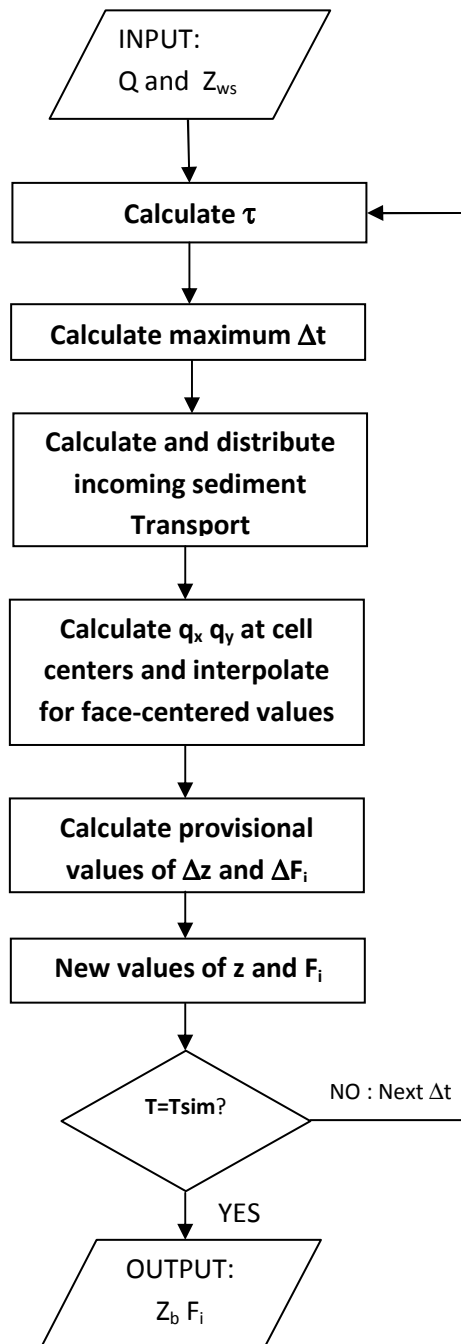 INPUT:
Q and Zws
Calculate τ
Calculate maximum Δt
Calculate and distribute
incoming sediment
Transport
Calculate qx qy at cell
centers and interpolate
for face-centered values
Calculate provisional
values of Δz and ΔFi
New values of z and Fi
T=Tsim?
NO : Next Δt
YES
OUTPUT:
Zb Fi